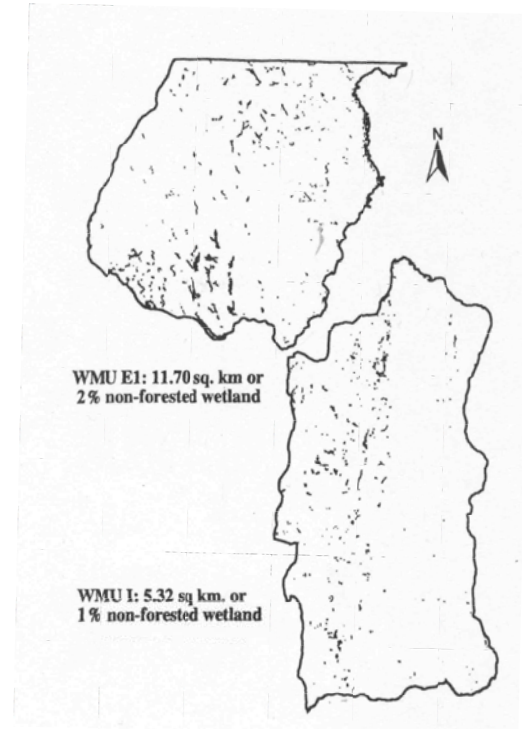 N
WMU E1: 11.70 sq. km or
2% non-forested wetland
WMU I: 5.32 sq km. or
1% non-forested wetland